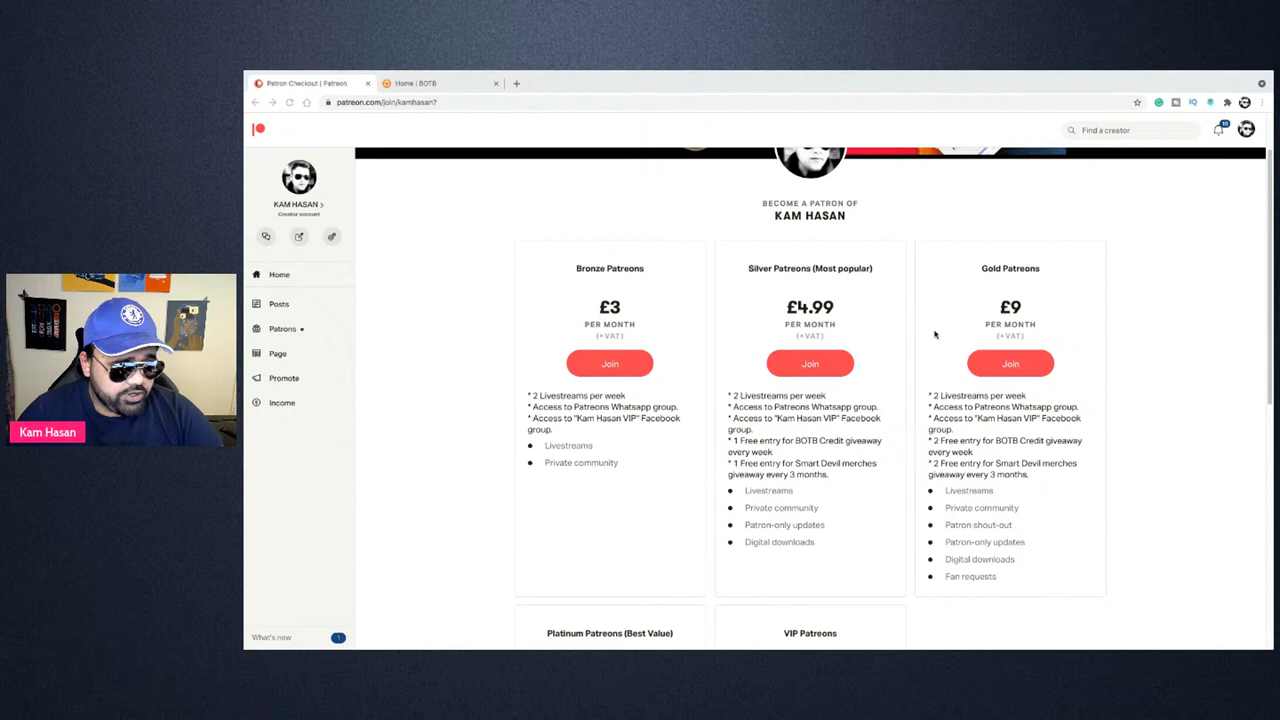 Patron Checkout | Patreon
Home | BOTB
patreon.com/join/kamhasan?
Find a creator
10
KAM HASAN
Creator account
Home
Posts
Patrons
Page
Promote
Income
What's new
1
BECOME A PATRON OF
KAM HASAN
Bronze Patreons
£3
PER MONTH
(+VAT)
Join
* 2 Livestreams per week
* Access to Patreons Whatsapp group.
* Access to "Kam Hasan VIP" Facebook
group.
Livestreams
Private community
Silver Patreons (Most popular)
£4.99
PER MONTH
(+VAT)
Join
* 2 Livestreams per week
* Access to Patreons Whatsapp group.
* Access to "Kam Hasan VIP" Facebook
group.
* 1 Free entry for BOTB Credit giveaway
every week
* 1 Free entry for Smart Devil merches
giveaway every 3 months.
Livestreams
Private community
Patron-only updates
Digital downloads
Gold Patreons
£9
PER MONTH
(+VAT)
Join
* 2 Livestreams per week
* Access to Patreons Whatsapp group.
* Access to "Kam Hasan VIP" Facebook
group.
* 2 Free entry for BOTB Credit giveaway
every week
* 2 Free entry for Smart Devil merches
giveaway every 3 months.
Livestreams
Private community
Patron shout-out
Patron-only updates
Digital downloads
Fan requests
Platinum Patreons (Best Value)
VIP Patreons
Kam Hasan